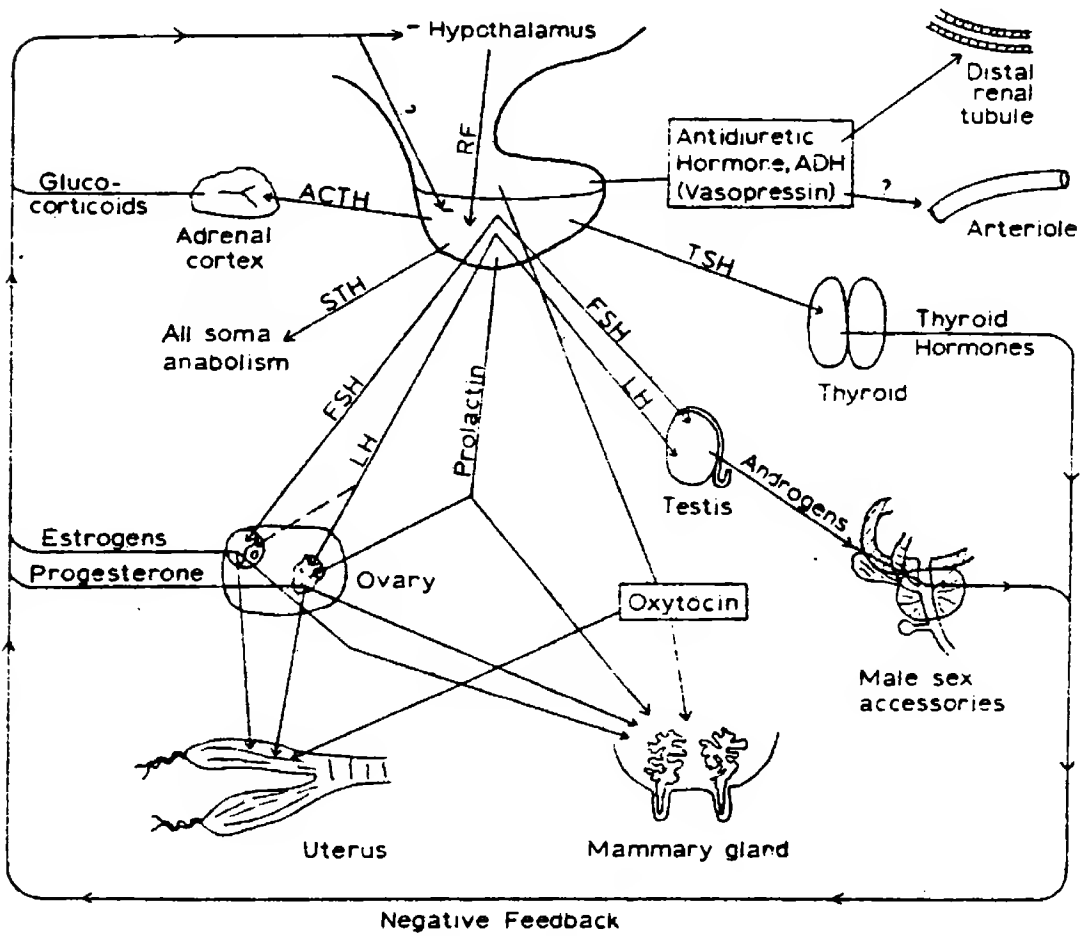 – Hypothalamus
?
RF
Distal
renal
tubule
Antidiuretic
Hormone, ADH
(Vasopressin)
?
Arteriole
Gluco-
corticoids
ACTH
Adrenal
cortex
–
STH
All soma
anabolism
TSH
Thyroid
Hormones
Thyroid
FSH
LH
Prolactin
FSH
LH
Testis
Androgens
Estrogens
Progesterone
Ovary
Oxytocin
Male sex
accessories
Uterus
Mammary gland
Negative Feedback